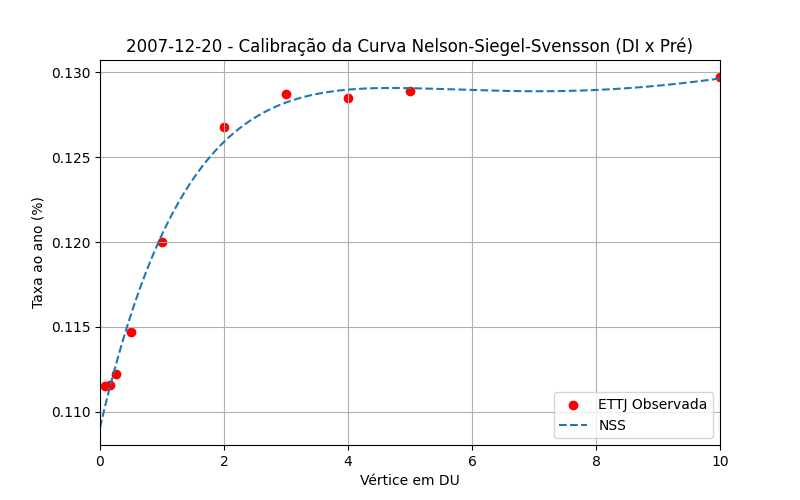 2007-12-20 - Calibração da Curva Nelson-Siegel-Svensson (DI x Pré)
0.130
0.125
0.120
0.115
0.110
Taxa ao ano (%)
ETTJ Observada
NSS
0 2 4 6 8 10
Vértice em DU